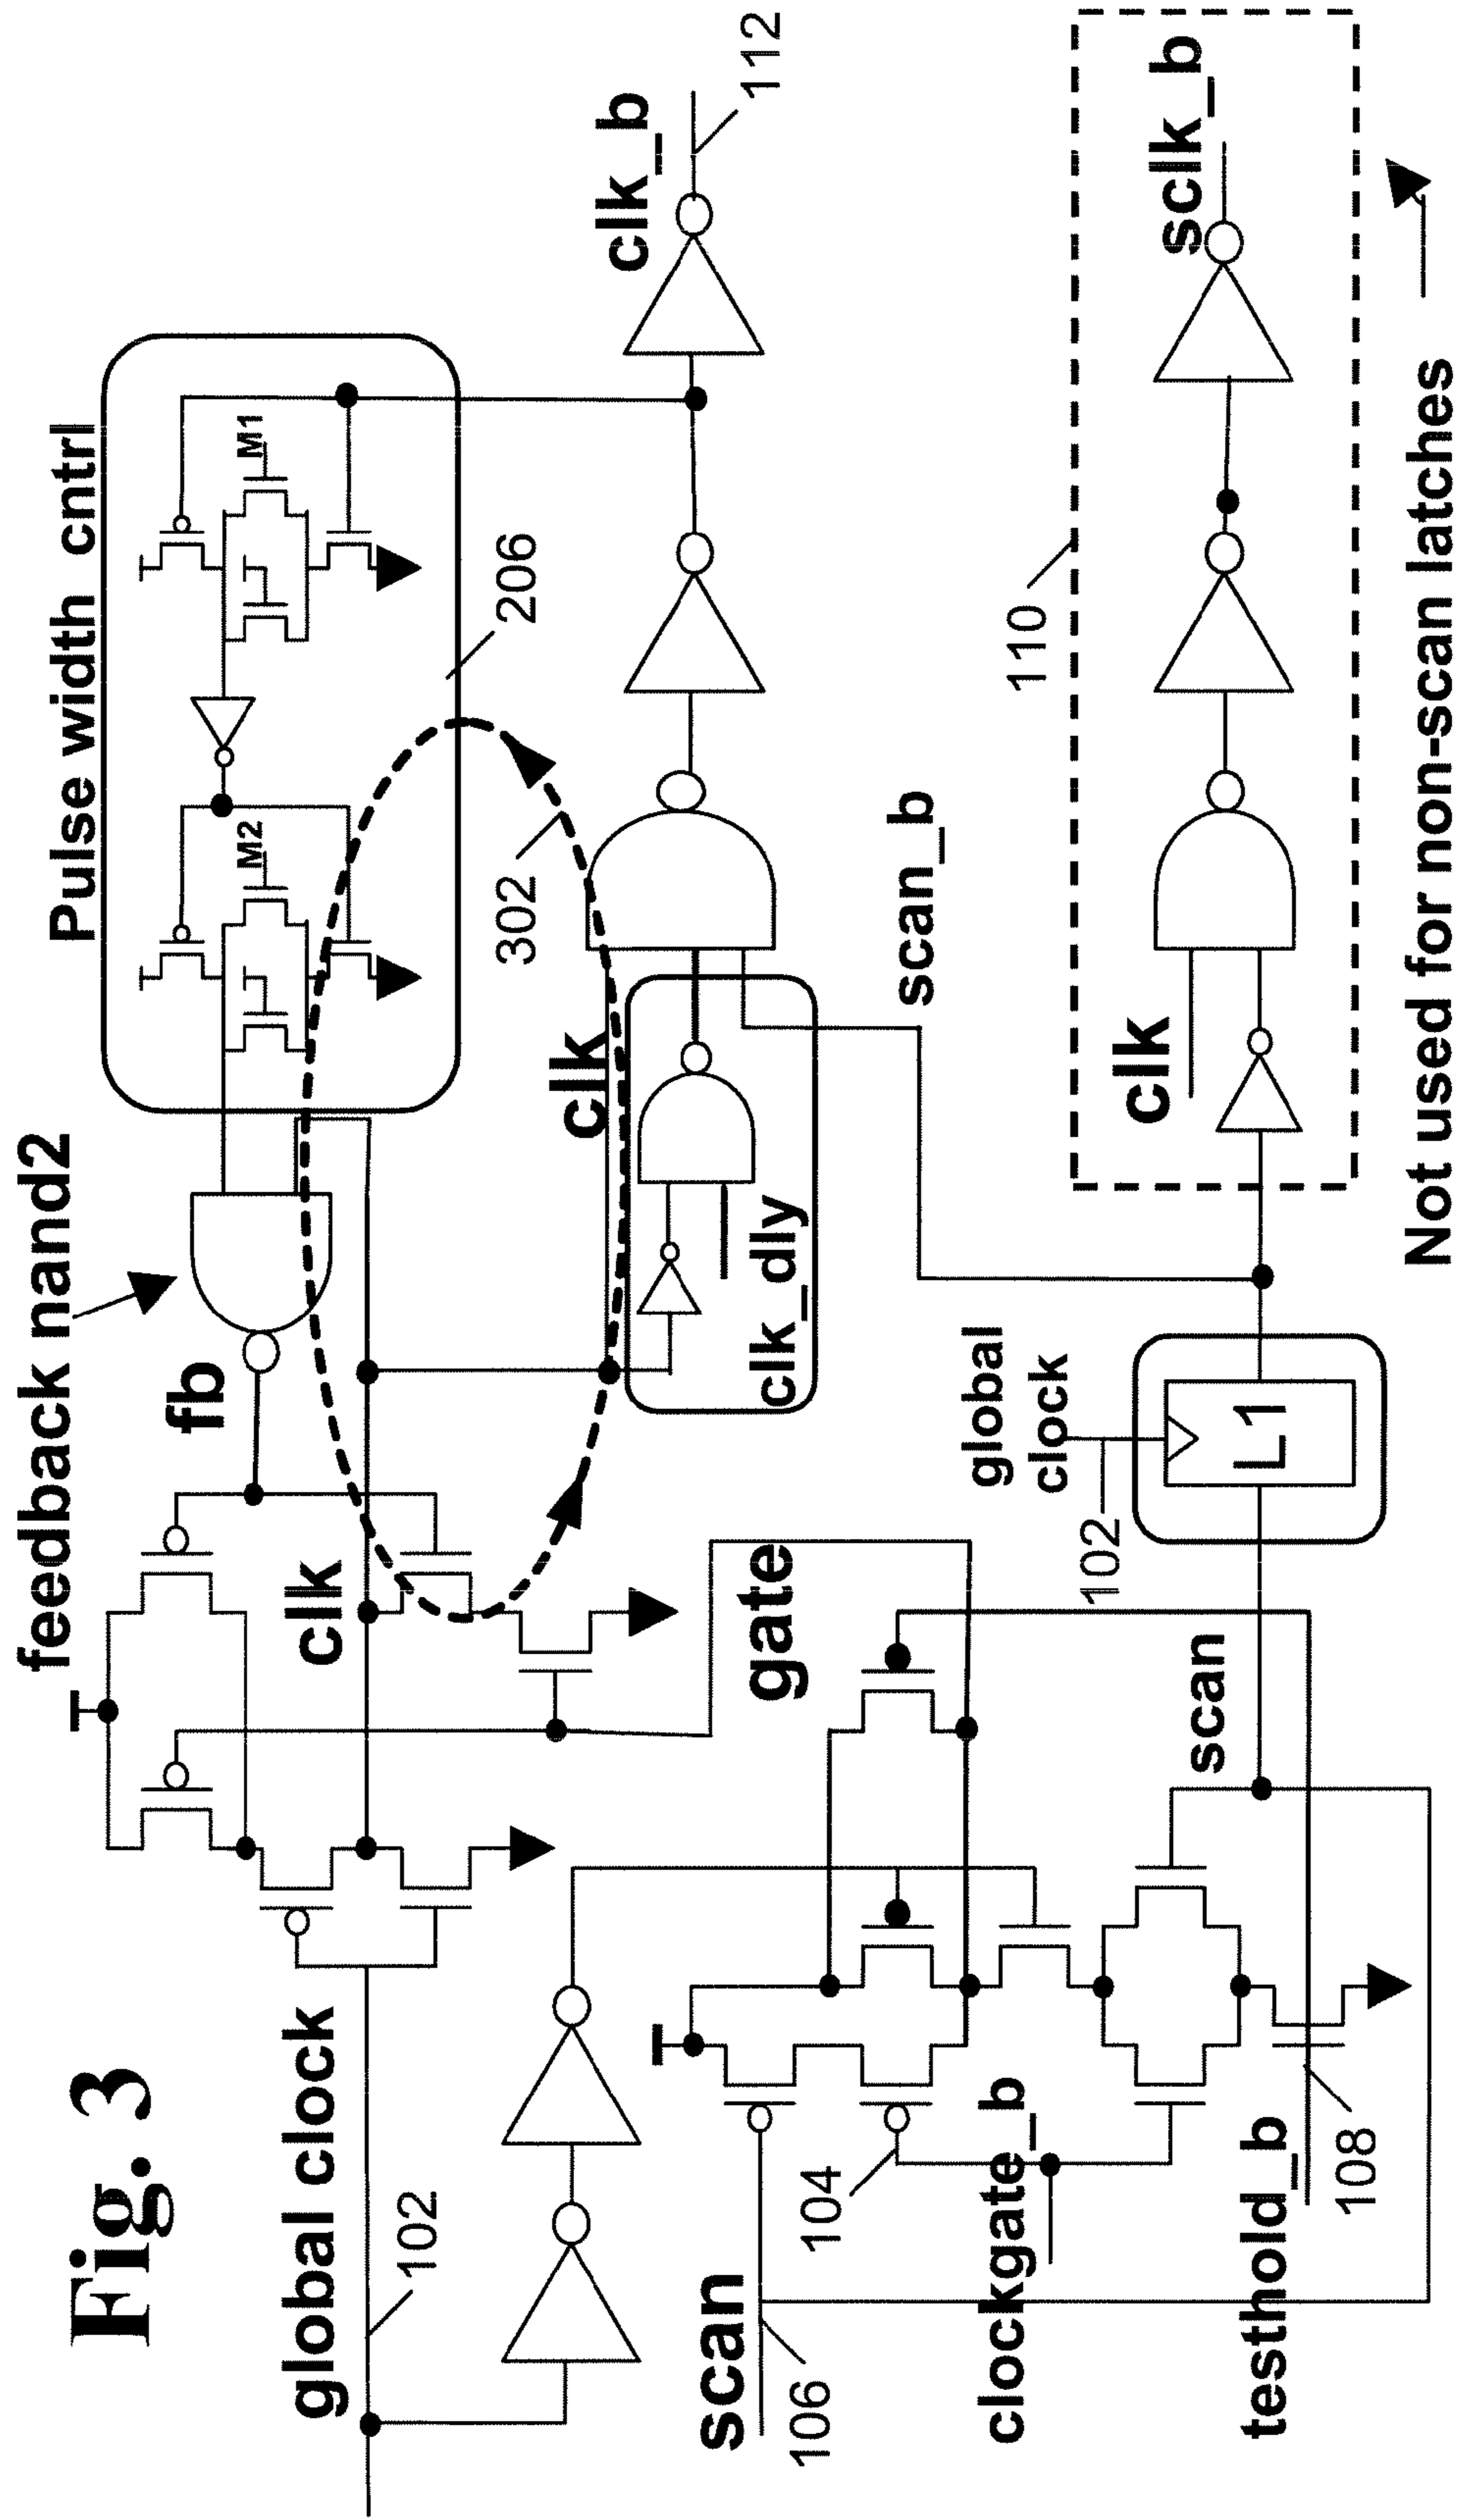 Fig. 3
feedback nand2
Pulse width cntrl
M2
M1
fb
206
global clock
102
clk
302
clk_b
112
clk
clk_dly
gate
scan
106
104
clockgate_b
testhold_b
108
scan
scan_b
global
clock
102
L1
110
clk
sclk_b
Not used for non-scan latches